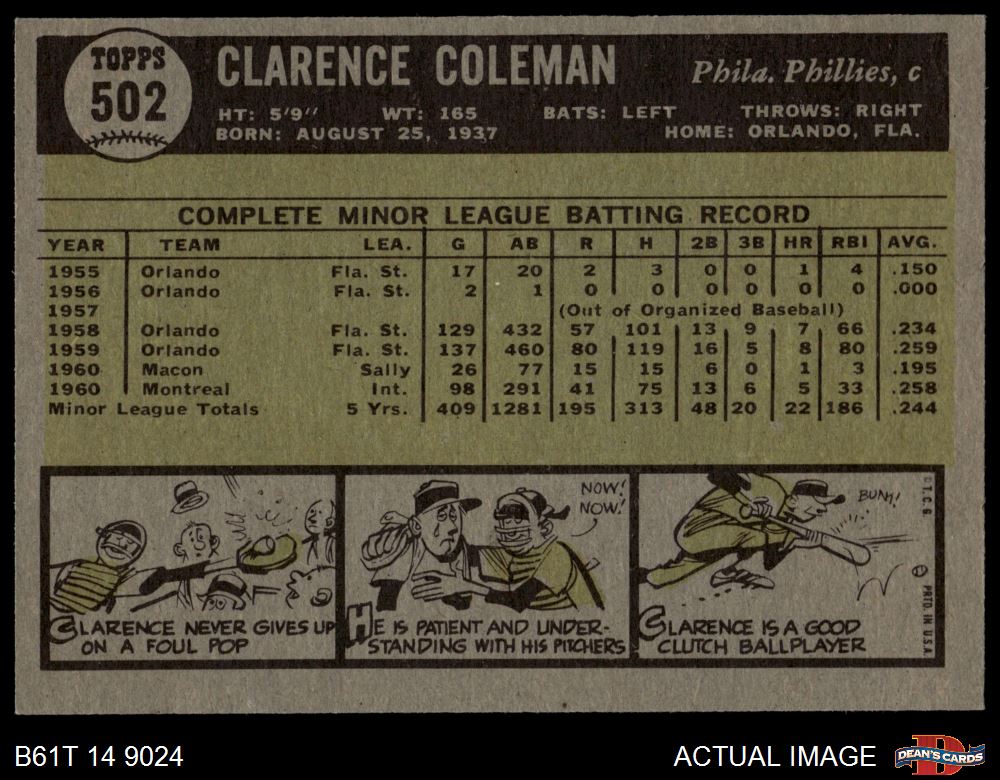 TOPPS
502
CLARENCE COLEMAN
Phila. Phillies, c
HT: 5'9" WT: 165 BATS: LEFT THROWS: RIGHT
BORN: AUGUST 25, 1937 HOME: ORLANDO, FLA.
COMPLETE MINOR LEAGUE BATTING RECORD
YEAR TEAM LEA. G AB R H 2B 3B HR RBI AVG.
1955 Orlando Fla. St. 17 20 2 3 0 0 1 4 .150
1956 Orlando Fla. St. 2 1 0 0 0 0 0 0 .000
1957 (Out of Organized Baseball)
1958 Orlando Fla. St. 129 432 57 101 13 9 7 66 .234
1959 Orlando Fla. St. 137 460 80 119 16 5 8 80 .259
1960 Macon Sally 26 77 15 15 6 0 1 3 .195
1960 Montreal Int. 98 291 41 75 13 6 5 33 .258
Minor League Totals 5 Yrs. 409 1281 195 313 48 20 22 186 .244
CLARENCE NEVER GIVES UP
ON A FOUL POP
NOW!
NOW!
HE IS PATIENT AND UNDER-
STANDING WITH HIS PITCHERS
BUNH!
CLARENCE IS A GOOD
CLUTCH BALLPLAYER
© T.C.G. PRTD. IN U.S.A.
B61T 14 9024
ACTUAL IMAGE
DEAN'S CARDS